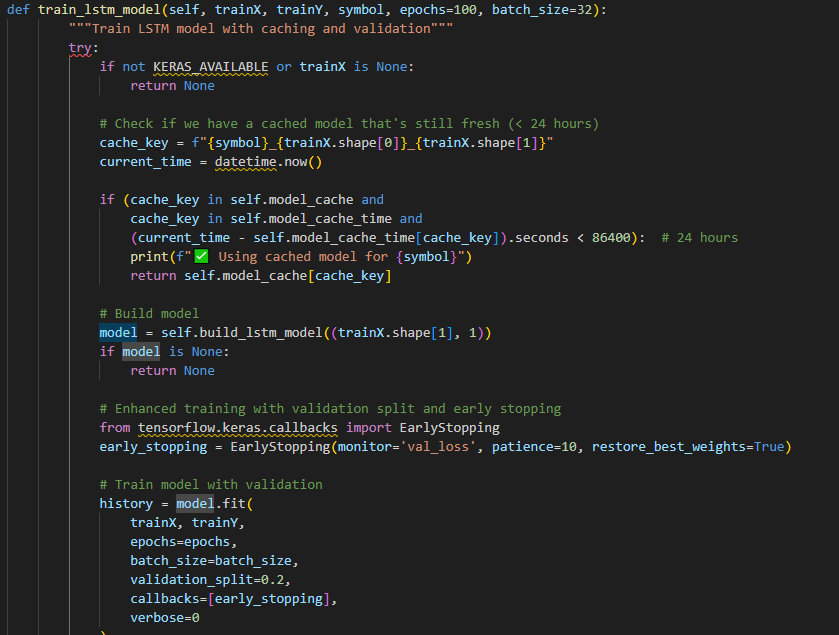 def train_lstm_model(self, trainX, trainY, symbol, epochs=100, batch_size=32):
"""Train LSTM model with caching and validation"""
try:
if not KERAS_AVAILABLE or trainX is None:
return None
# Check if we have a cached model that's still fresh (< 24 hours)
cache_key = f"{symbol}_{trainX.shape[0]}_{trainX.shape[1]}"
current_time = datetime.now()
if (cache_key in self.model_cache and
cache_key in self.model_cache_time and
(current_time - self.model_cache_time[cache_key]).seconds < 86400):  # 24 hours
print(f"✅ Using cached model for {symbol}")
return self.model_cache[cache_key]
# Build model
model = self.build_lstm_model((trainX.shape[1], 1))
if model is None:
return None
# Enhanced training with validation split and early stopping
from tensorflow.keras.callbacks import EarlyStopping
early_stopping = EarlyStopping(monitor='val_loss', patience=10, restore_best_weights=True)
# Train model with validation
history = model.fit(
trainX, trainY,
epochs=epochs,
batch_size=batch_size,
validation_split=0.2,
callbacks=[early_stopping],
verbose=0
)